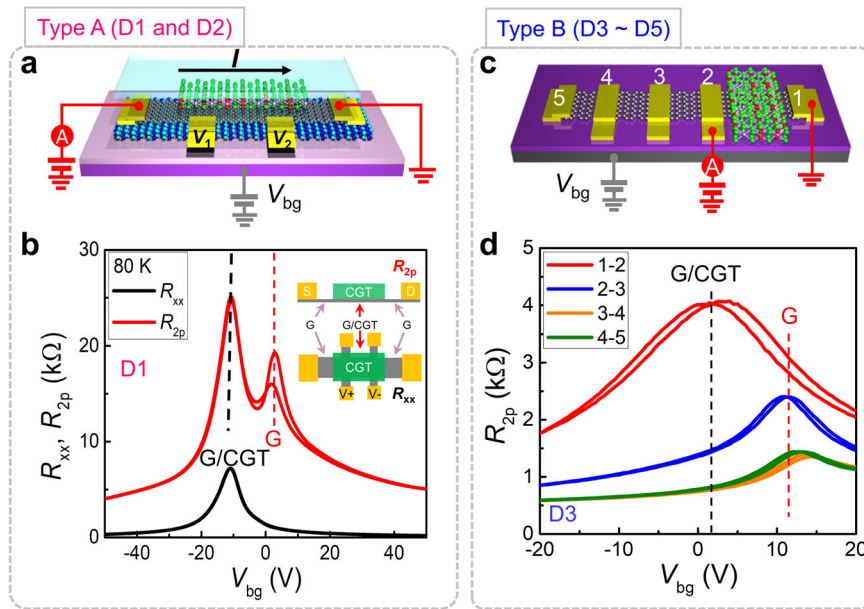 Type A (D1 and D2)
a
I
A
V1
V2
Vbg
b
30
25
20
15
10
5
0
Rxx, R2p (kΩ)
80 K
Rxx
R2p
D1
G/CGT
G
R2p
S
CGT
D
G
G/CGT
G
CGT
V+
V-
Rxx
-40
-20
0
20
40
Vbg (V)
Type B (D3 ~ D5)
c
5
4
3
2
1
A
Vbg
d
5
4
3
2
1
0
R2p (kΩ)
1-2
2-3
3-4
4-5
G/CGT
G
D3
-20
-10
0
10
20
Vbg (V)